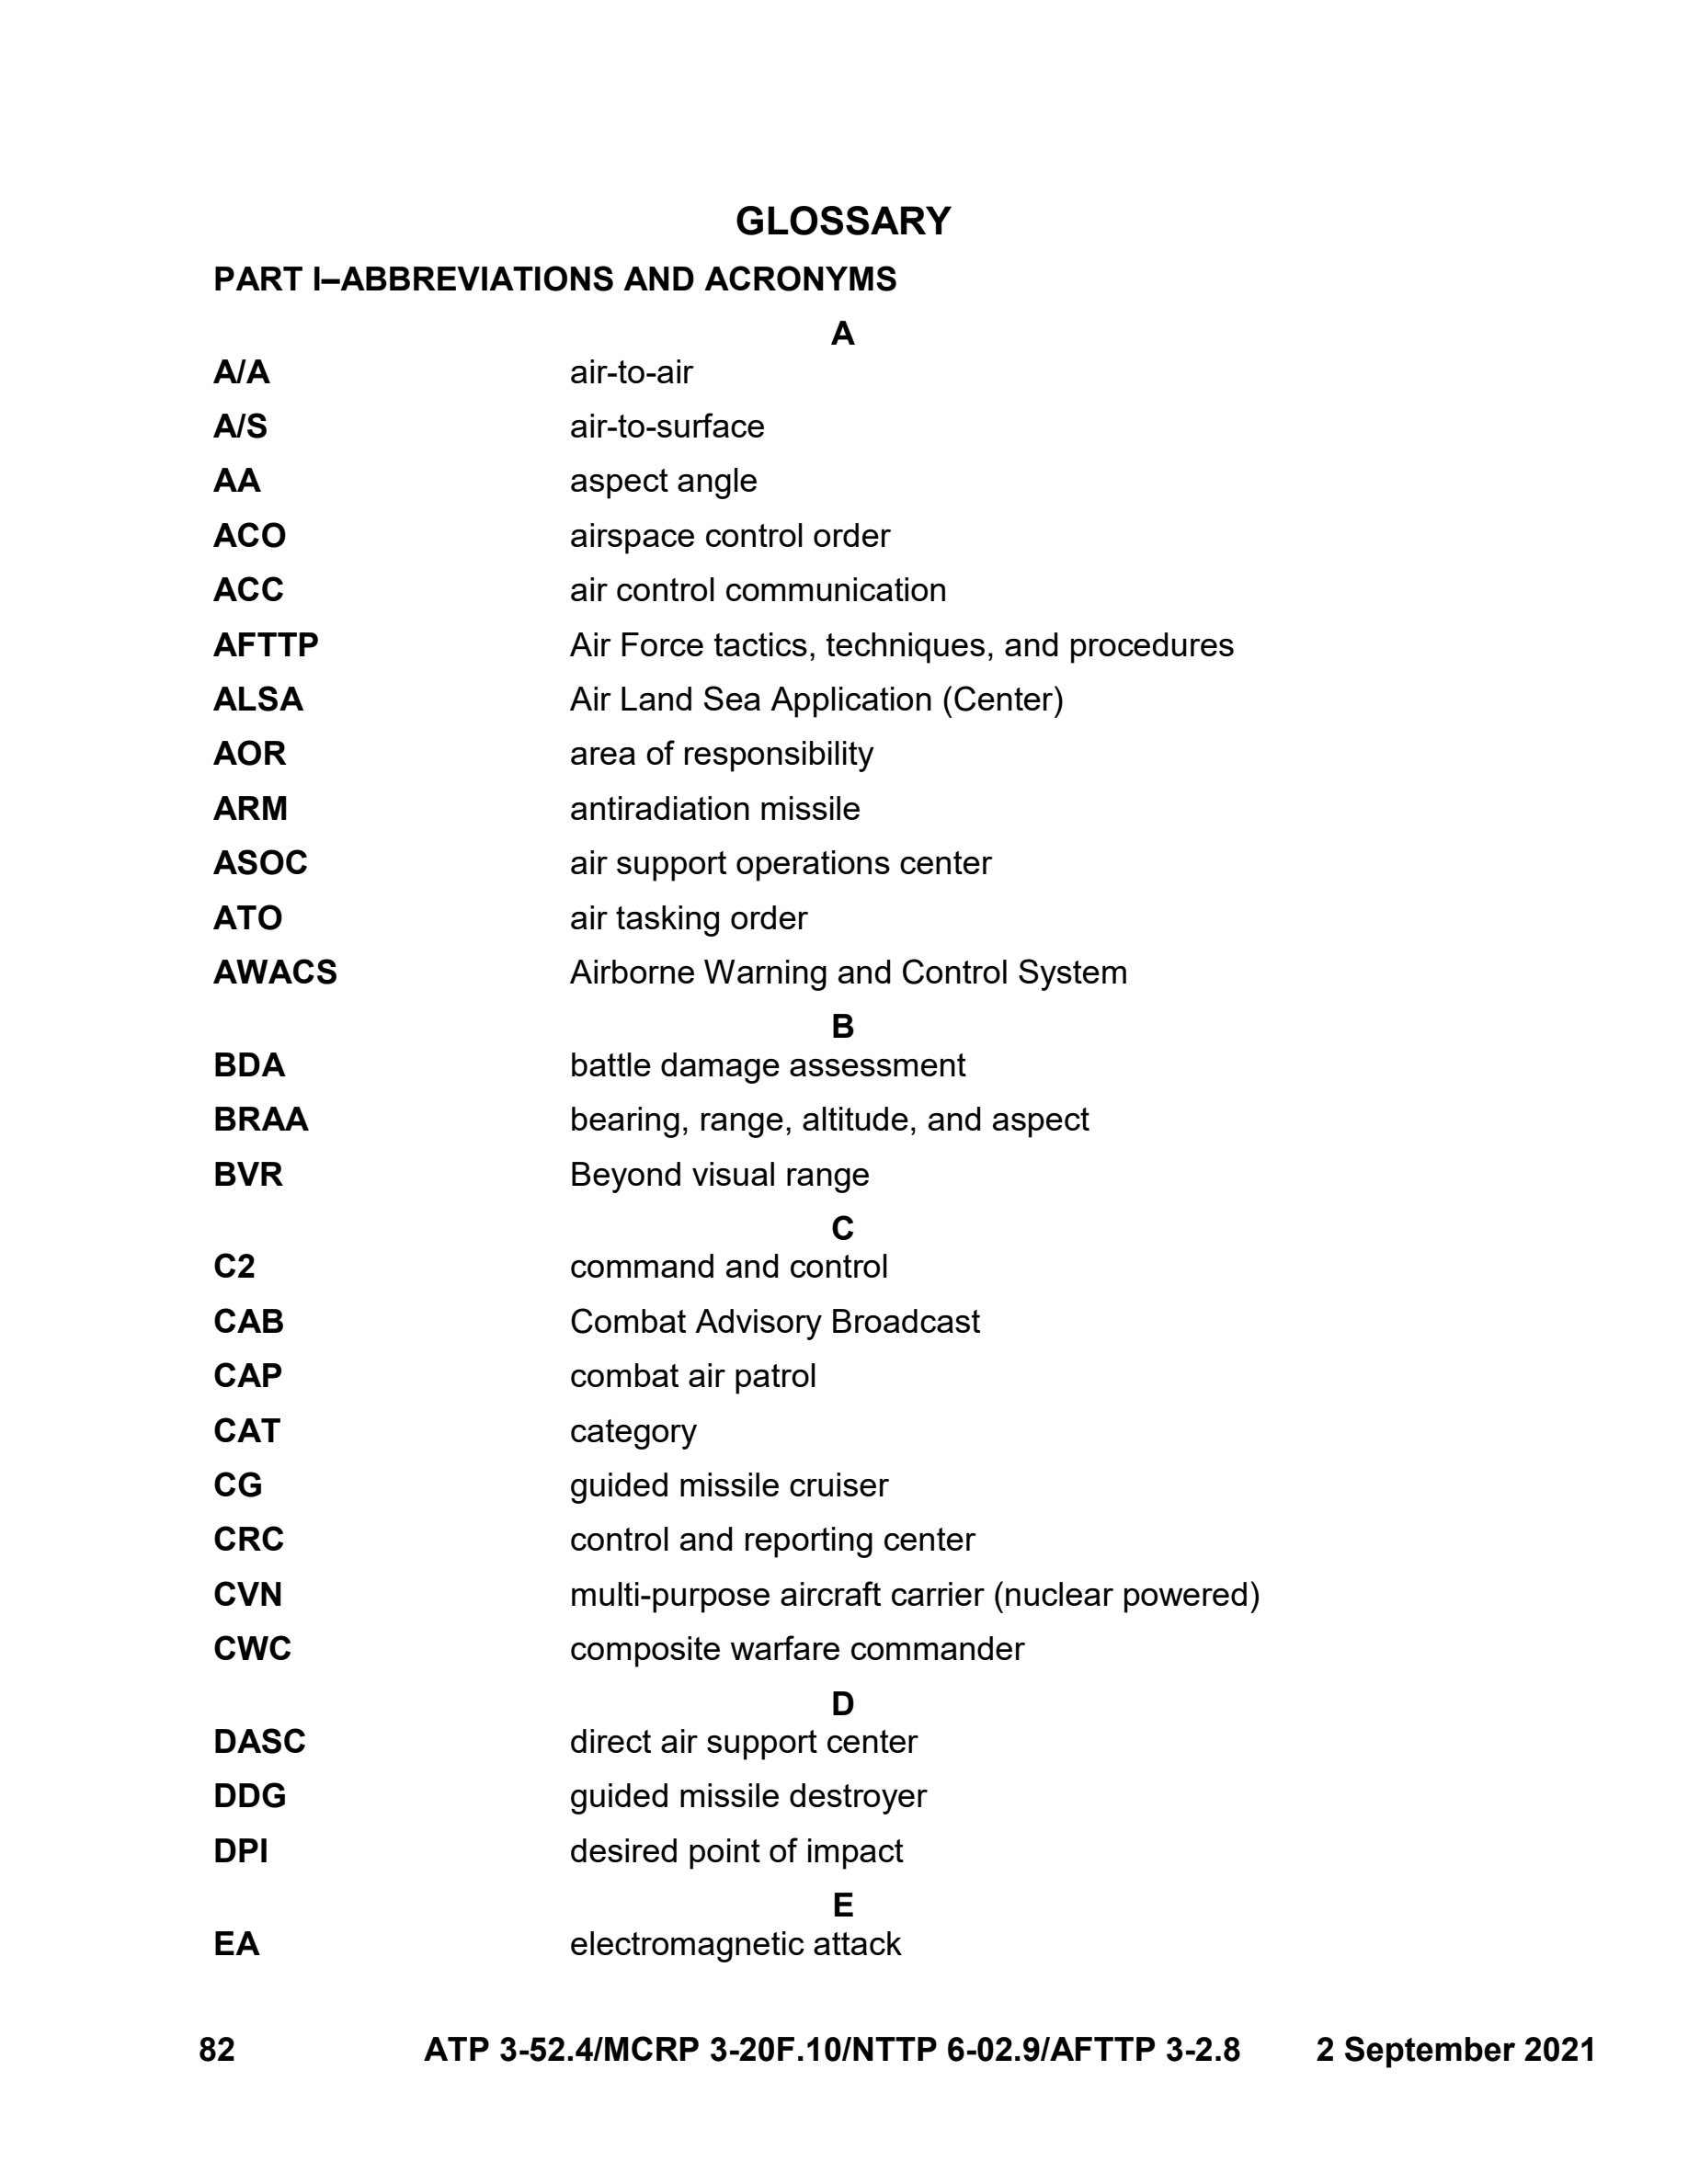 GLOSSARY
PART I–ABBREVIATIONS AND ACRONYMS
A
A/A air-to-air
A/S air-to-surface
AA aspect angle
ACO airspace control order
ACC air control communication
AFTTP Air Force tactics, techniques, and procedures
ALSA Air Land Sea Application (Center)
AOR area of responsibility
ARM antiradiation missile
ASOC air support operations center
ATO air tasking order
AWACS Airborne Warning and Control System
B
BDA battle damage assessment
BRAA bearing, range, altitude, and aspect
BVR Beyond visual range
C
C2 command and control
CAB Combat Advisory Broadcast
CAP combat air patrol
CAT category
CG guided missile cruiser
CRC control and reporting center
CVN multi-purpose aircraft carrier (nuclear powered)
CWC composite warfare commander
D
DASC direct air support center
DDG guided missile destroyer
DPI desired point of impact
E
EA electromagnetic attack
82 ATP 3-52.4/MCRP 3-20F.10/NTTP 6-02.9/AFTTP 3-2.8 2 September 2021